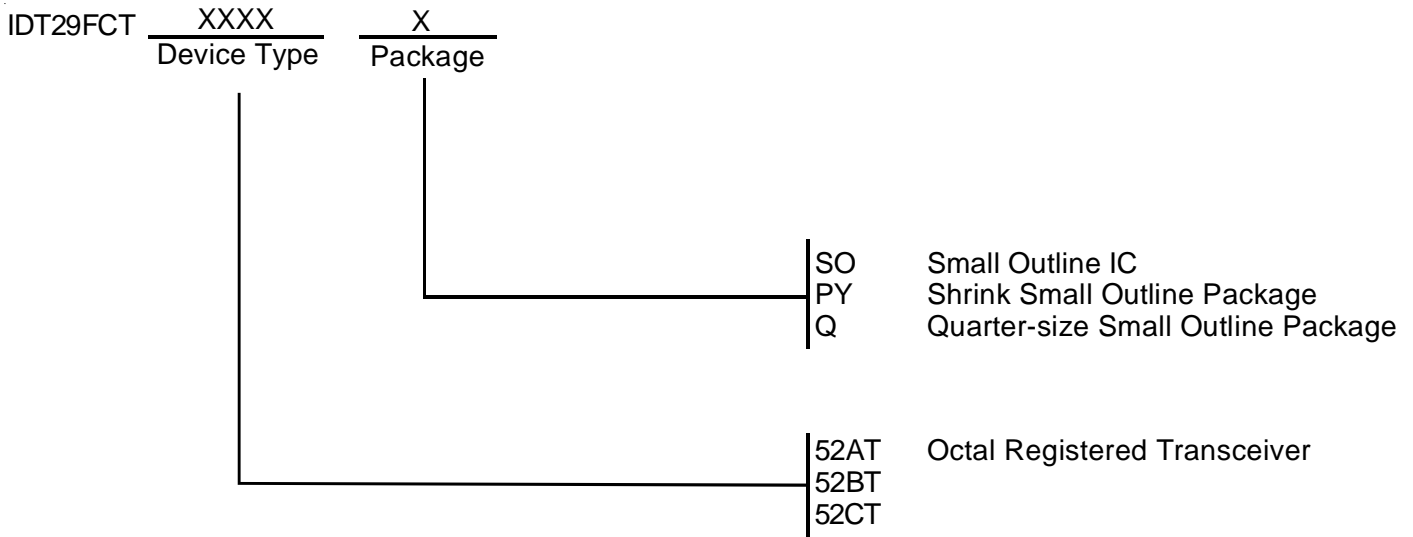 IDT29FCT XXXX X
Device Type Package
SO Small Outline IC
PY Shrink Small Outline Package
Q Quarter-size Small Outline Package
52AT Octal Registered Transceiver
52BT
52CT